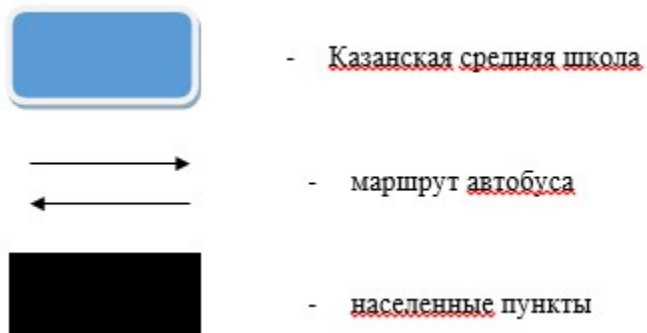 - Казанская средняя школа
- маршрут автобуса
- населенные пункты